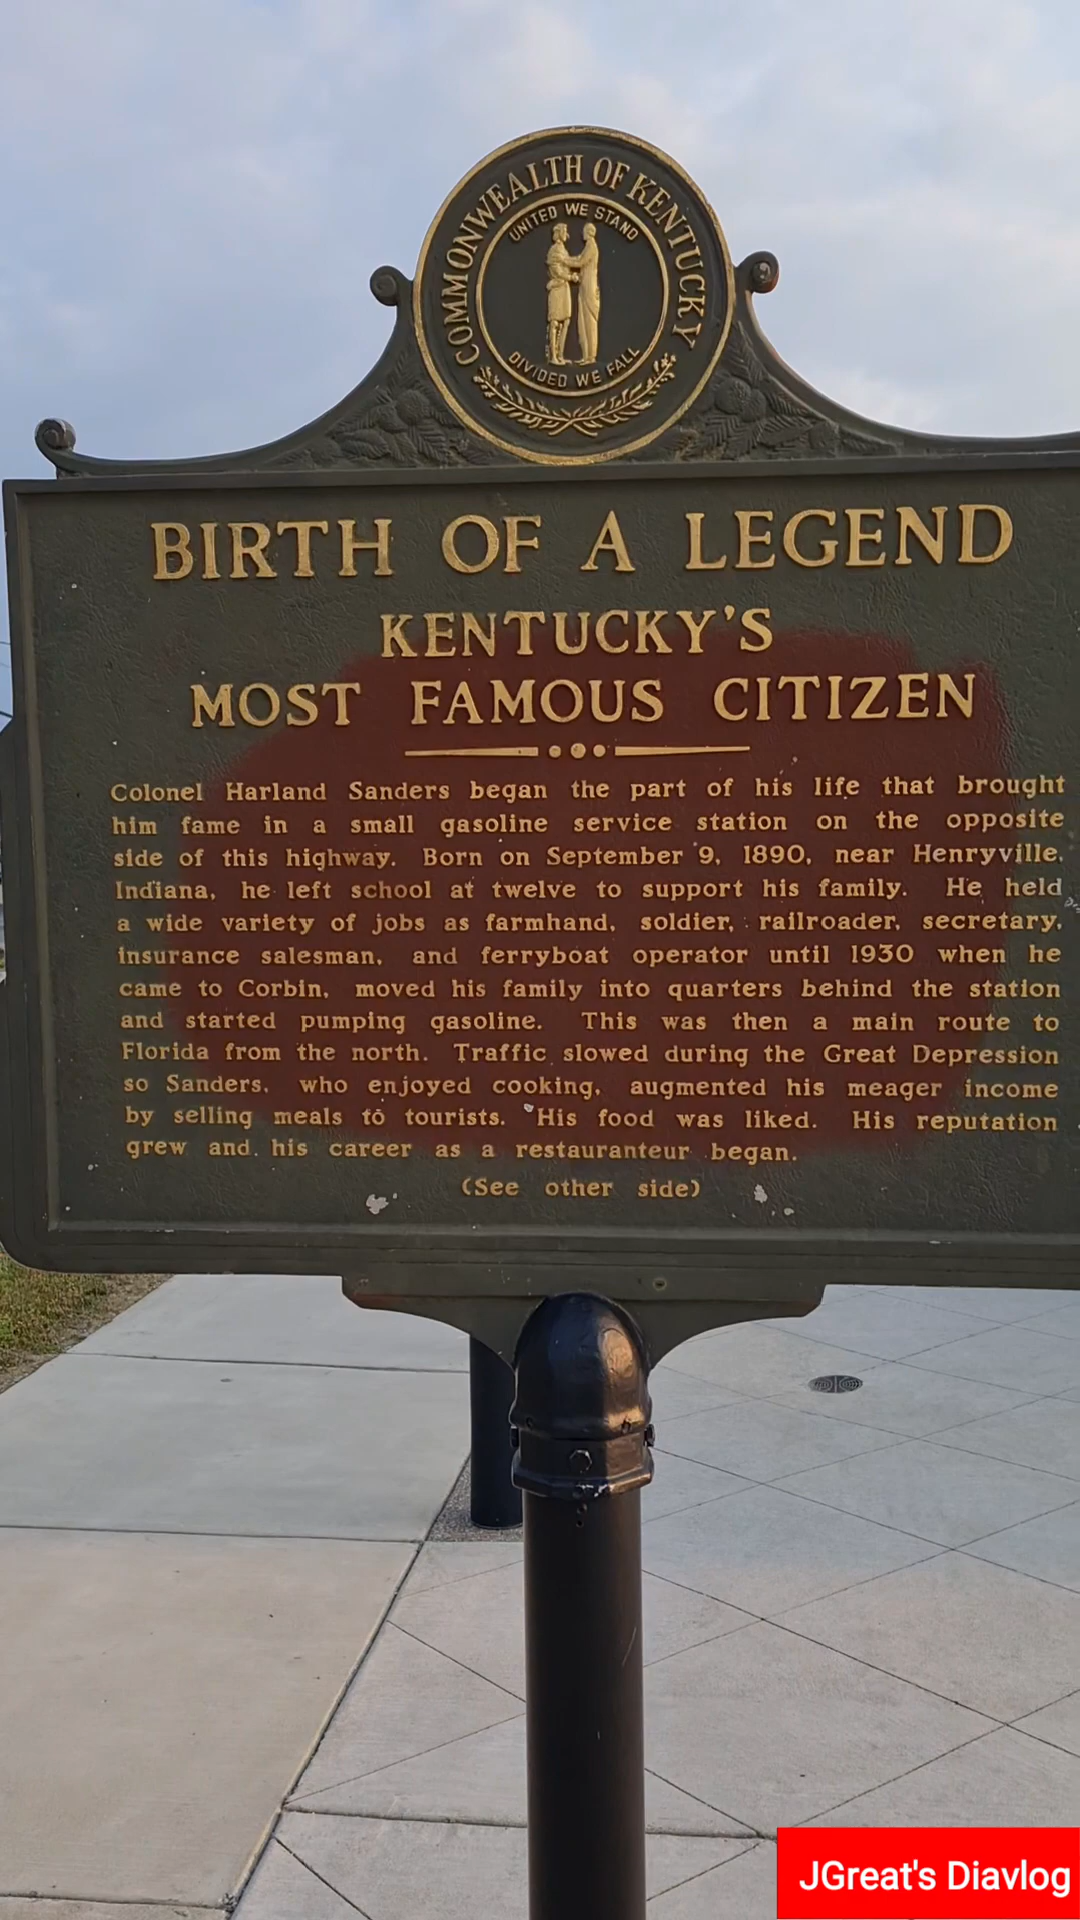 COMMONWEALTH OF KENTUCKY
UNITED WE STAND
DIVIDED WE FALL
BIRTH OF A LEGEND
KENTUCKY'S
MOST FAMOUS CITIZEN
Colonel Harland Sanders began the part of his life that brought
him fame in a small gasoline service station on the opposite
side of this highway. Born on September 9, 1890, near Henryville,
Indiana, he left school at twelve to support his family. He held
a wide variety of jobs as farmhand, soldier, railroader, secretary,
insurance salesman, and ferryboat operator until 1930 when he
came to Corbin, moved his family into quarters behind the station
and started pumping gasoline. This was then a main route to
Florida from the north. Traffic slowed during the Great Depression
so Sanders, who enjoyed cooking, augmented his meager income
by selling meals to tourists. His food was liked. His reputation
grew and his career as a restauranteur began.
(See other side)
JGreat's Diavlog